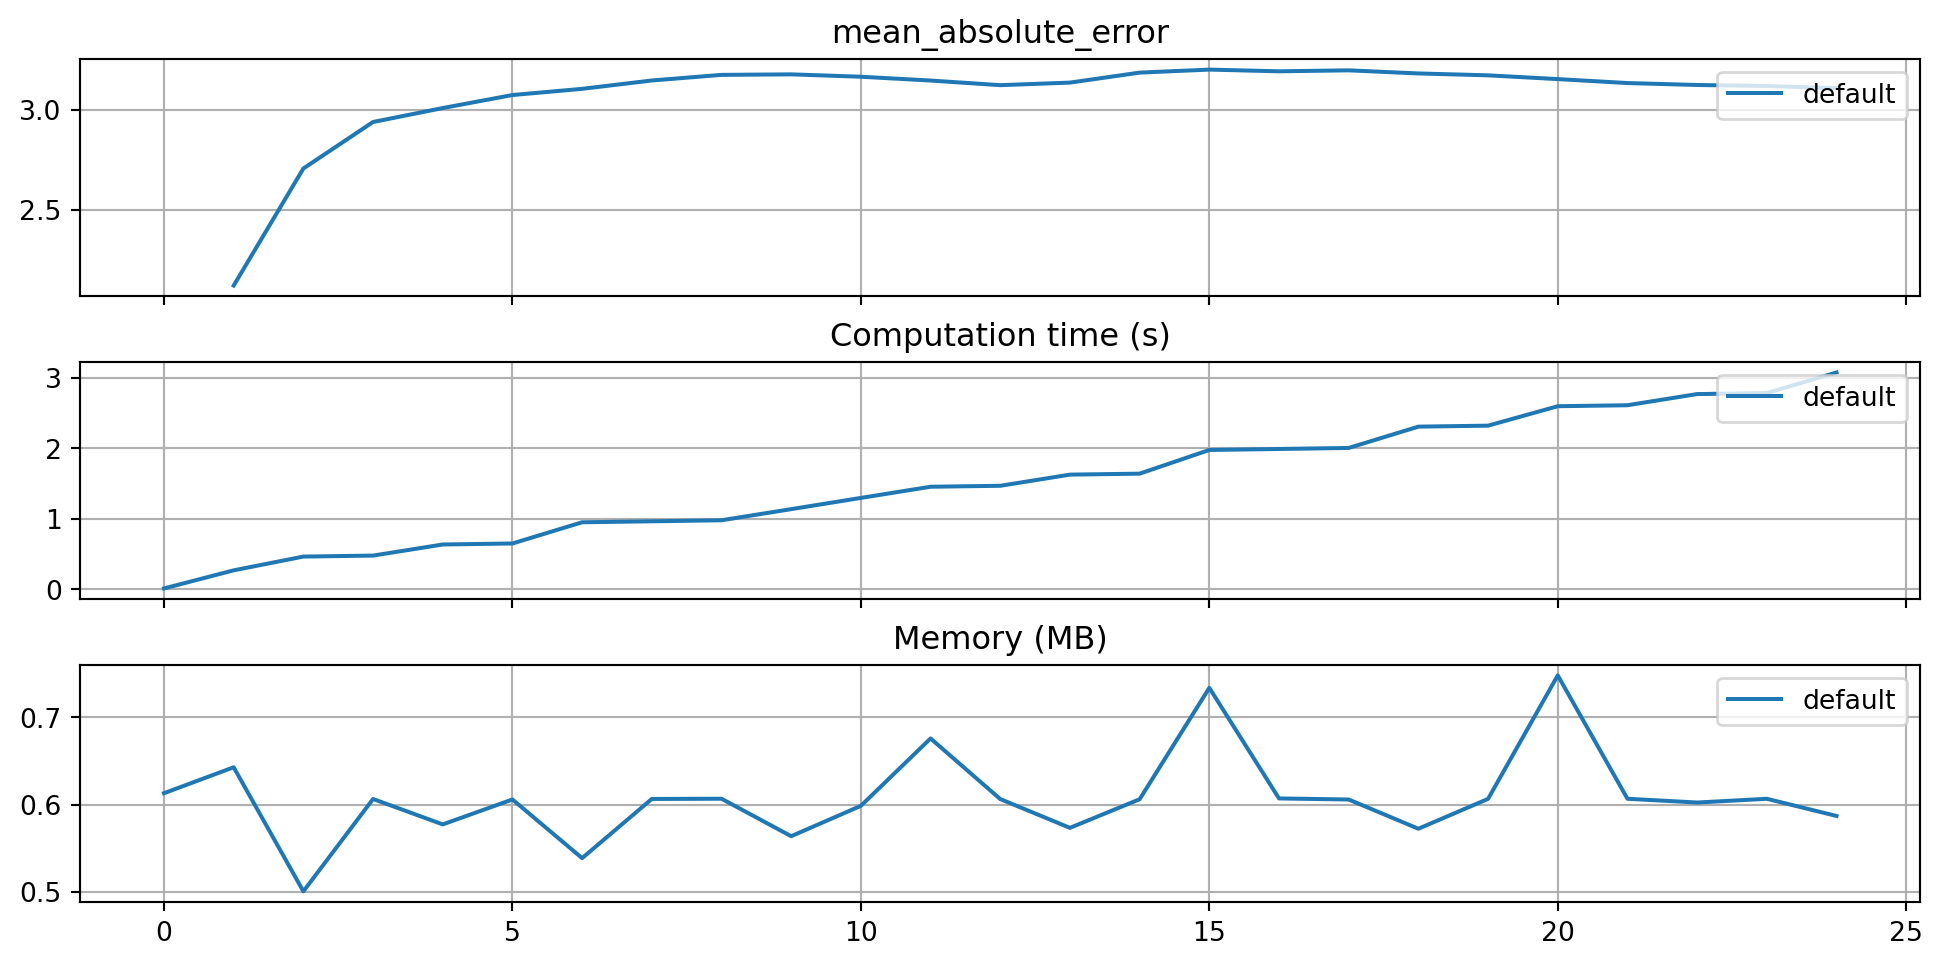 mean_absolute_error
3.0
2.5
default
Computation time (s)
3
2
1
0
default
Memory (MB)
0.7
0.6
0.5
default
0 5 10 15 20 25